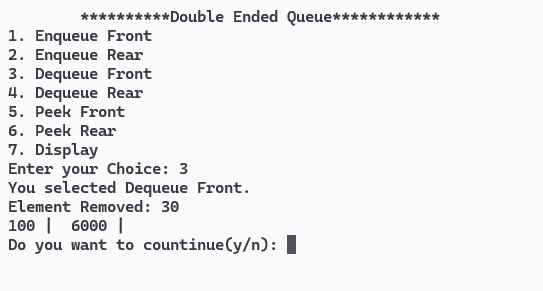 **********Double Ended Queue************
1. Enqueue Front
2. Enqueue Rear
3. Dequeue Front
4. Dequeue Rear
5. Peek Front
6. Peek Rear
7. Display
Enter your Choice: 3
You selected Dequeue Front.
Element Removed: 30
100 |  6000 |
Do you want to countinue(y/n):